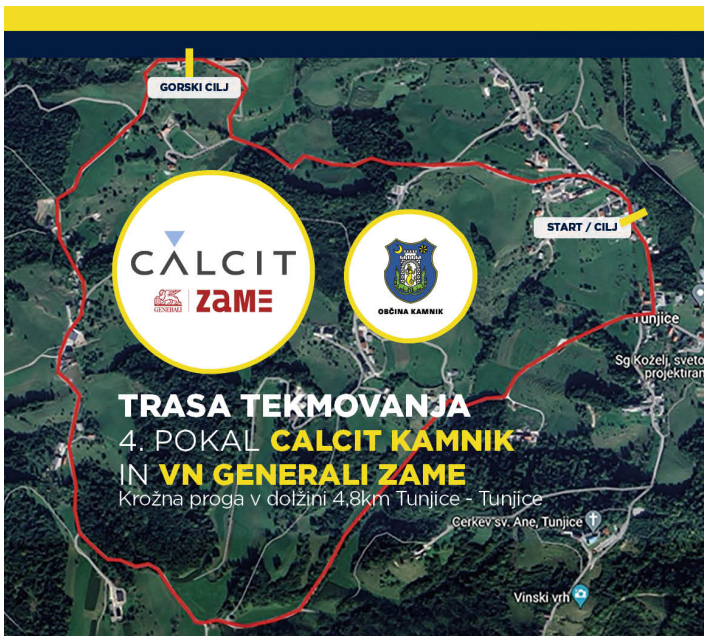 GORSKI CILJ
START / CILJ
CALCIT
GENERALI
ZAME
OBČINA KAMNIK
Tunjice
Sg Koželj, sveto
projektiran
TRASA TEKMOVANJA
4. POKAL CALCIT KAMNIK
IN VN GENERALI ZAME
Krožna proga v dolžini 4,8km Tunjice - Tunjice
Cerkev sv. Ane, Tunjice
Vinski vrh